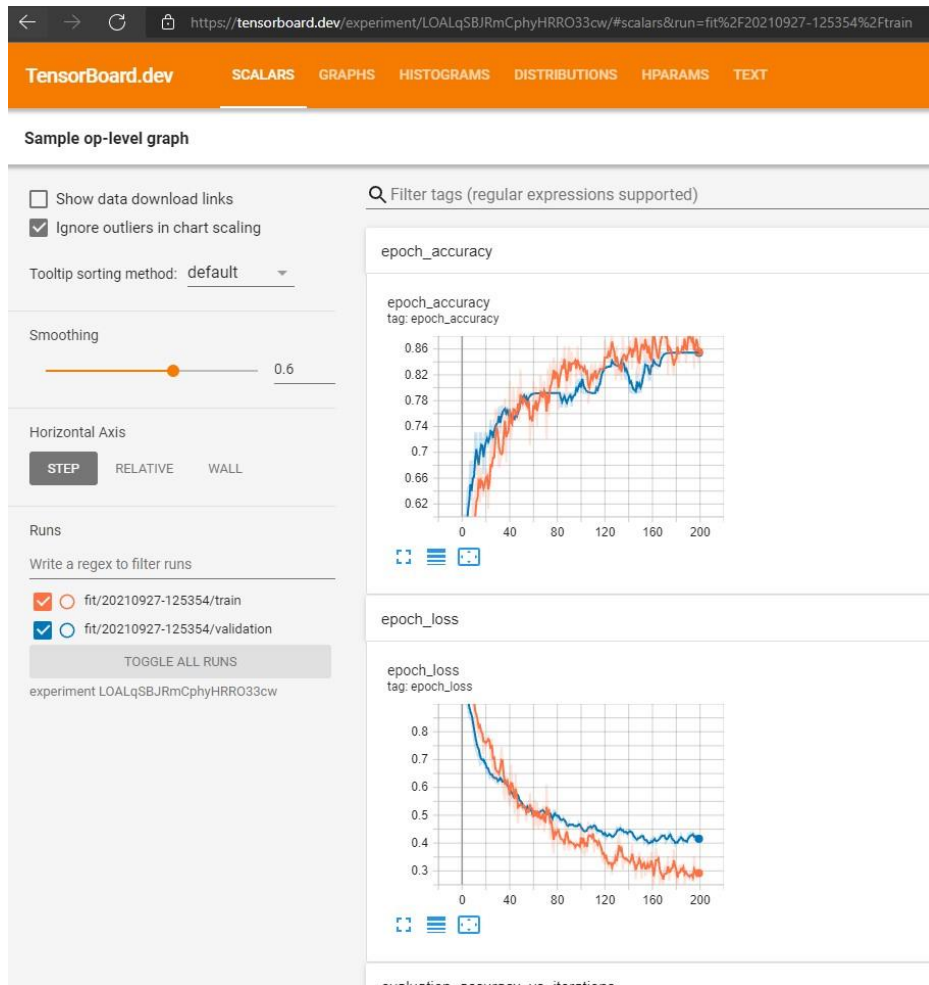 https://tensorboard.dev/experiment/LOALqSBJRmCphyHRRO33cw/#scalars&run=fit%2F20210927-125354%2Ftrain
TensorBoard.dev SCALARS GRAPHS HISTOGRAMS DISTRIBUTIONS HPARAMS TEXT
Sample op-level graph
Show data download links
Ignore outliers in chart scaling
Tooltip sorting method: default
Smoothing
0.6
Horizontal Axis
STEP RELATIVE WALL
Runs
Write a regex to filter runs
fit/20210927-125354/train
fit/20210927-125354/validation
TOGGLE ALL RUNS
experiment LOALqSBJRmCphyHRRO33cw
Filter tags (regular expressions supported)
epoch_accuracy
epoch_accuracy
tag: epoch_accuracy
0.86
0.82
0.78
0.74
0.7
0.66
0.62
0 40 80 120 160 200
epoch_loss
epoch_loss
tag: epoch_loss
0.8
0.7
0.6
0.5
0.4
0.3
0 40 80 120 160 200
evaluation_accuracy_vs_iterations